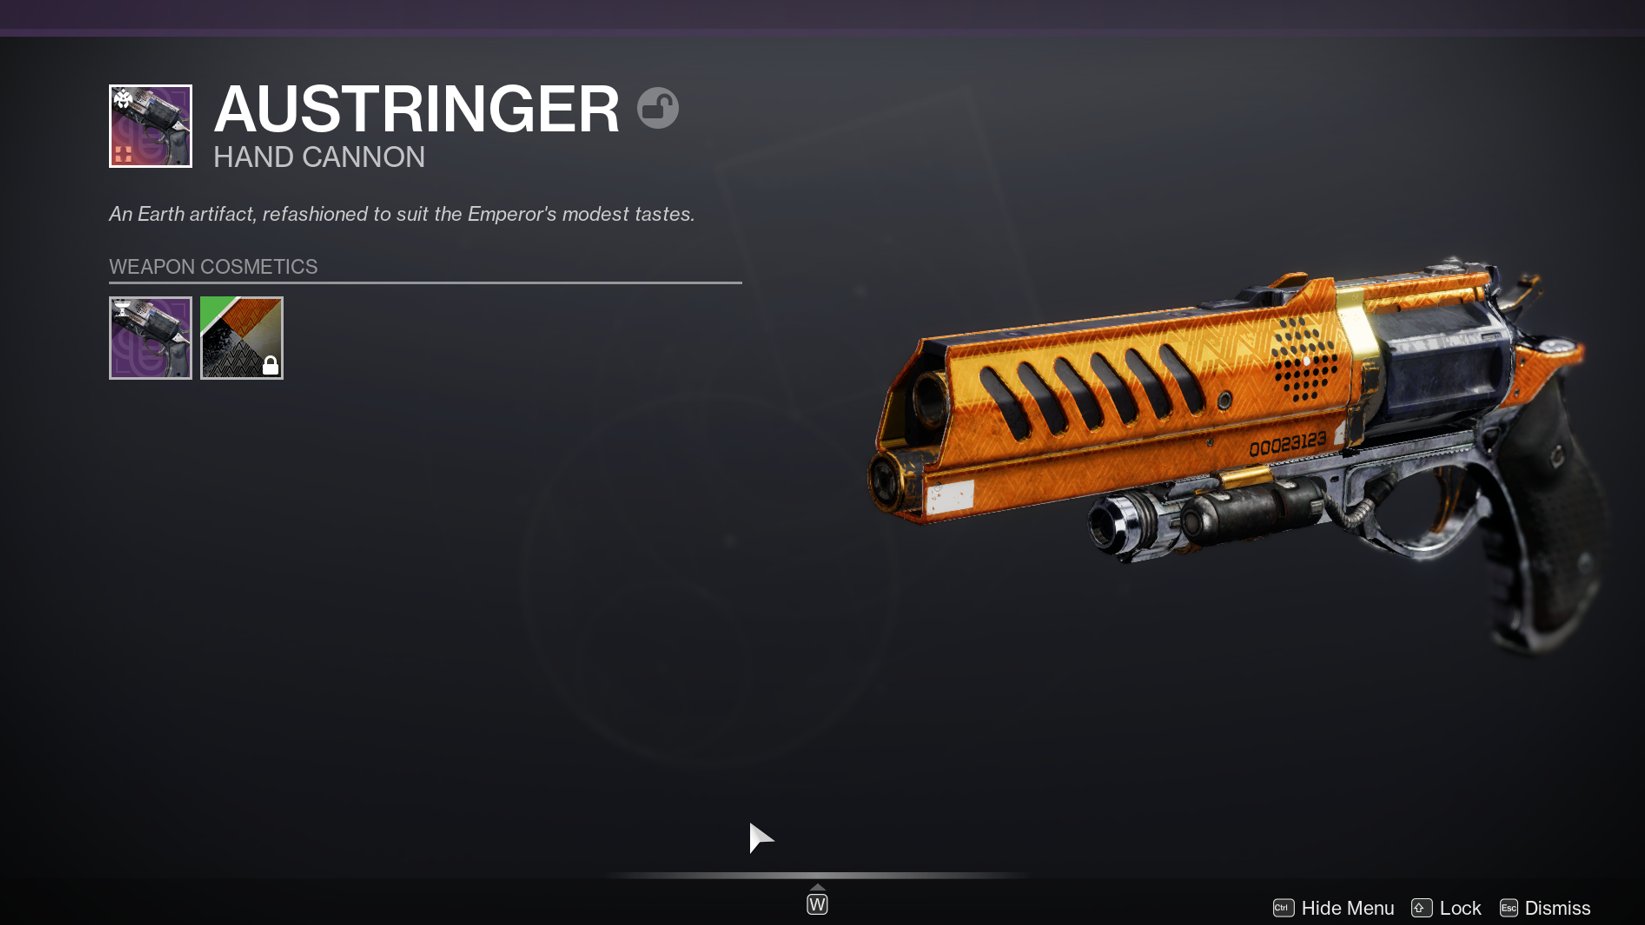 AUSTRINGER
HAND CANNON
An Earth artifact, refashioned to suit the Emperor's modest tastes.
WEAPON COSMETICS
00023123
W
Ctrl Hide Menu Lock Esc Dismiss